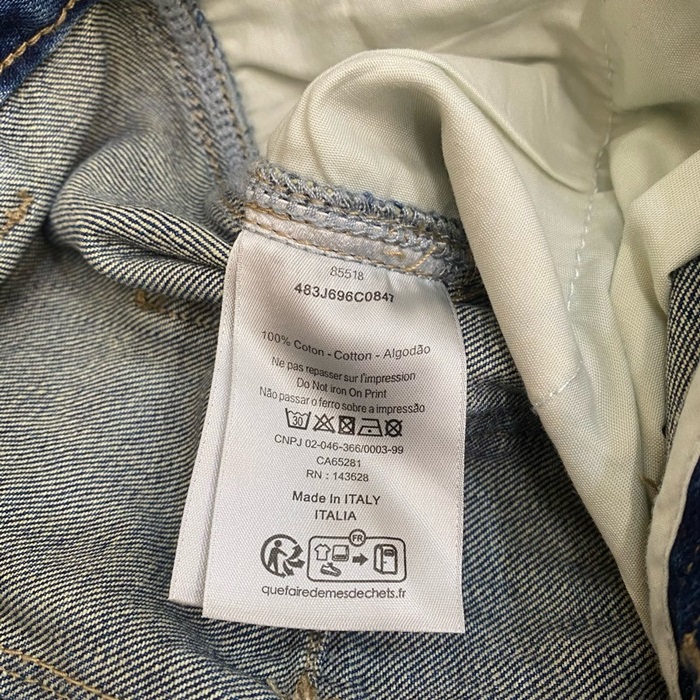 85518
483J696C0847
100% Coton - Cotton - Algodão
Ne pas repasser sur l'impression
Do Not iron On Print
Não passar o ferro sobre a impressão
30
CNPJ 02-046-366/0003-99
CA65281
RN : 143628
Made In ITALY
ITALIA
FR
quefairedemesdechets.fr